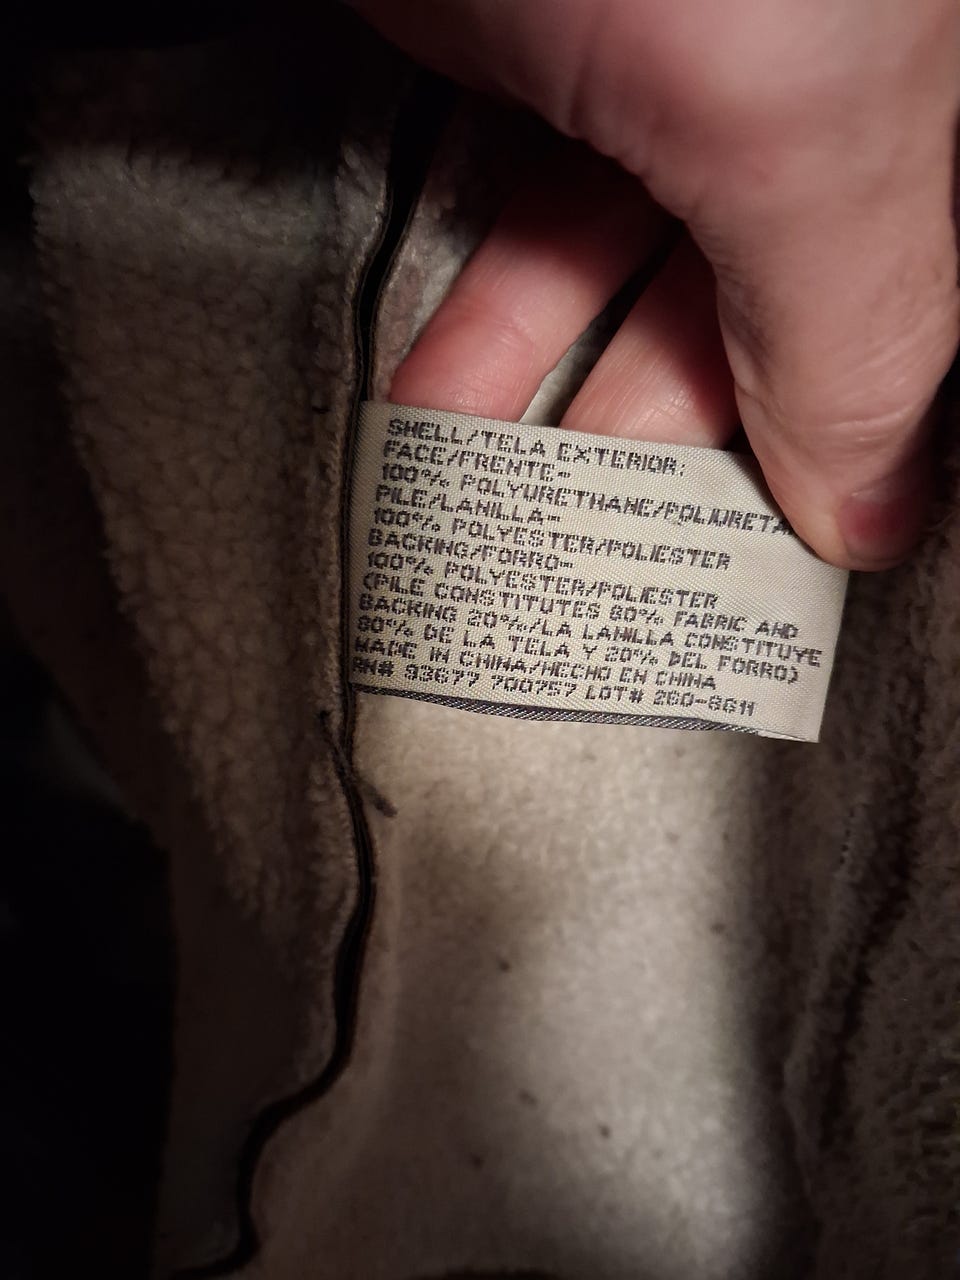 SHELL/TELA EXTERIOR:
FACE/FRENTE-
100% POLYURETHANE/POLIURETA
PILE/LANILLA-
100% POLYESTER/POLIESTER
BACKING/FORRO-
100% POLYESTER/POLIESTER
(PILE CONSTITUTES 80% FABRIC AND
BACKING 20%/LA LANILLA CONSTITUYE
80% DE LA TELA Y 20% DEL FORRO)
MADE IN CHINA/HECHO EN CHINA
RN# 93677 700757 LOT# 260-8611